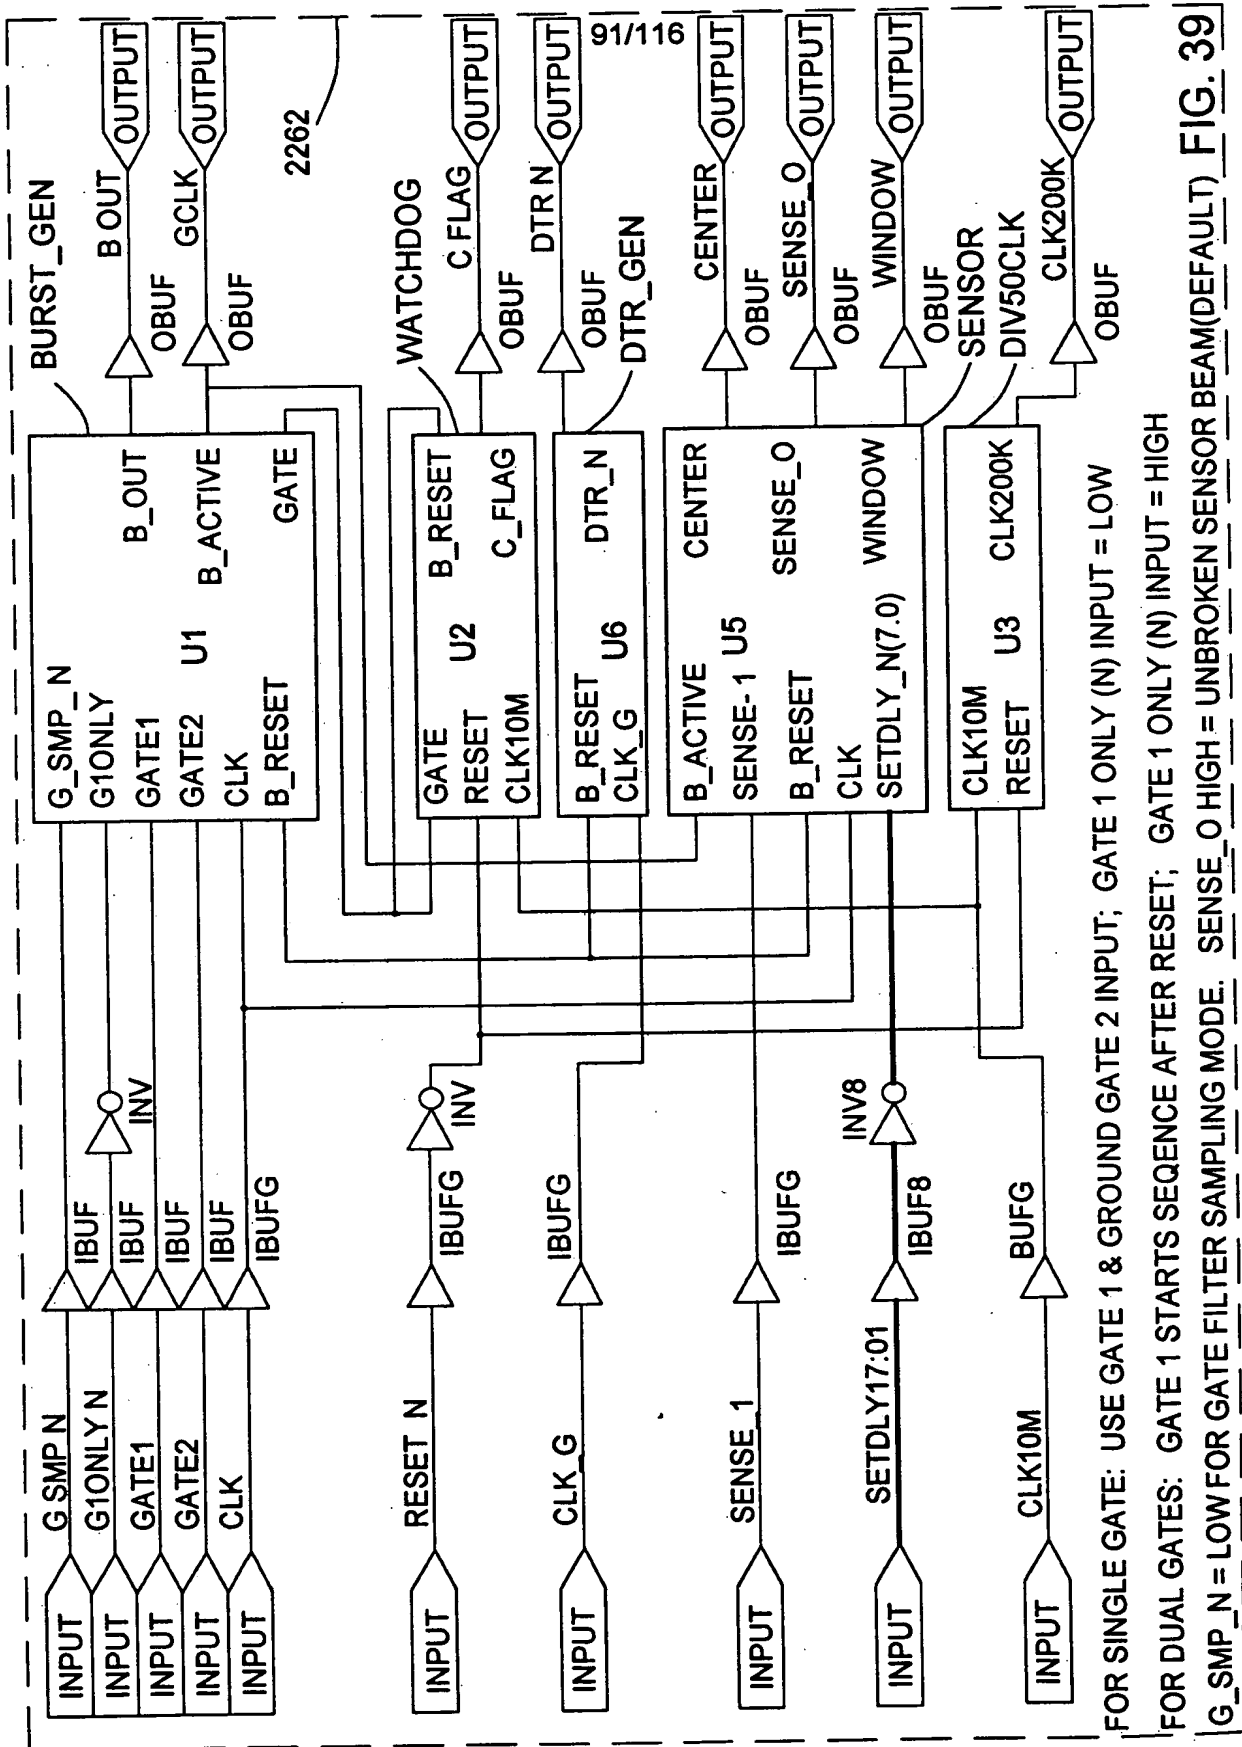 91/116
INPUT G SMP N IBUF
INPUT G1ONLY N IBUF INV
INPUT GATE1 IBUF
INPUT GATE2 IBUF
INPUT CLK IBUFG
G_SMP_N
G1ONLY
GATE1
GATE2
CLK
B_RESET
U1
B_OUT
B_ACTIVE
GATE
BURST_GEN
OBUF B OUT OUTPUT
OBUF GCLK OUTPUT
2262
INPUT RESET N IBUFG INV
GATE
RESET
CLK10M
U2
B_RESET
C_FLAG
WATCHDOG
OBUF C FLAG OUTPUT
INPUT CLK_G IBUFG
B_RESET
CLK_G
U6
DTR_N
DTR_GEN
OBUF DTR N OUTPUT
INPUT SENSE_1 IBUFG
INPUT SETDLY17:01 IBUF8 INV8
B_ACTIVE
SENSE-1
B_RESET
CLK
SETDLY_N(7.0)
U5
CENTER
SENSE_O
WINDOW
OBUF CENTER OUTPUT
OBUF SENSE_O OUTPUT
OBUF WINDOW OUTPUT
SENSOR
DIV50CLK
INPUT CLK10M BUFG
CLK10M
RESET
U3
CLK200K
OBUF CLK200K OUTPUT
FOR SINGLE GATE: USE GATE 1 & GROUND GATE 2 INPUT; GATE 1 ONLY (N) INPUT = LOW
FOR DUAL GATES: GATE 1 STARTS SEQENCE AFTER RESET; GATE 1 ONLY (N) INPUT = HIGH
G_SMP_N = LOW FOR GATE FILTER SAMPLING MODE. SENSE_O HIGH = UNBROKEN SENSOR BEAM(DEFAULT)
FIG. 39